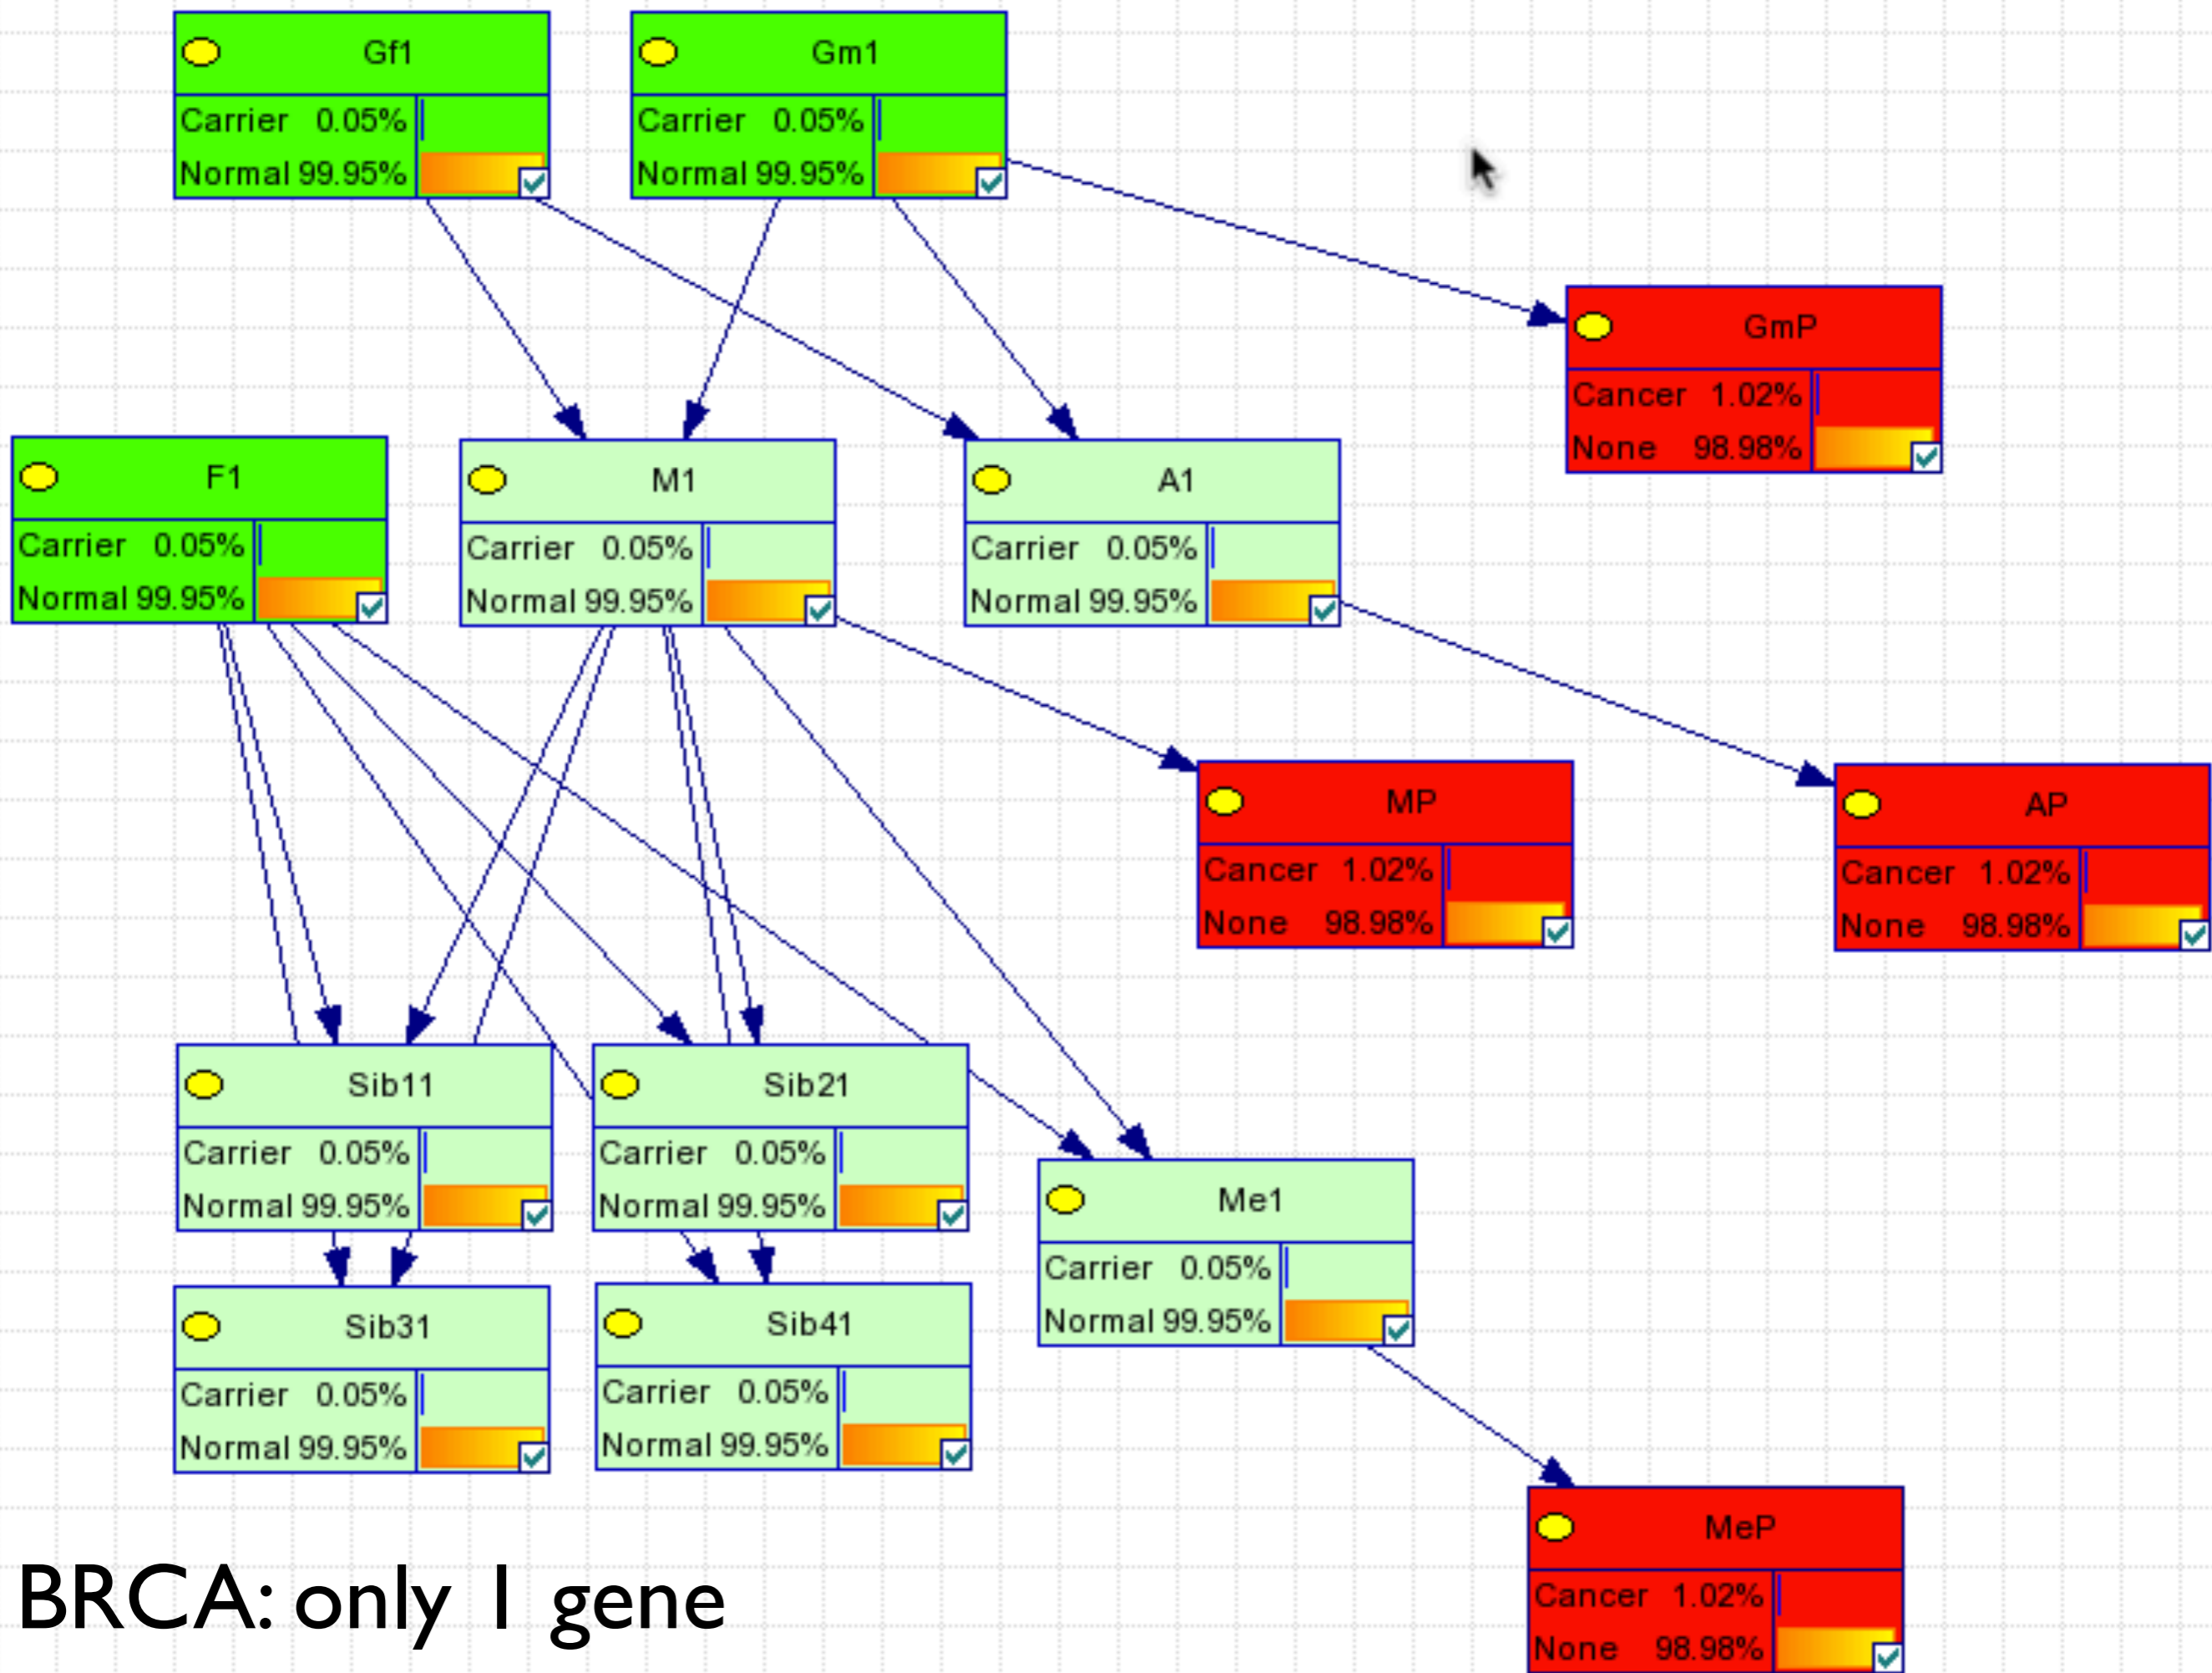 Gf1
Carrier 0.05%
Normal 99.95%
Gm1
Carrier 0.05%
Normal 99.95%
GmP
Cancer 1.02%
None 98.98%
F1
Carrier 0.05%
Normal 99.95%
M1
Carrier 0.05%
Normal 99.95%
A1
Carrier 0.05%
Normal 99.95%
MP
Cancer 1.02%
None 98.98%
AP
Cancer 1.02%
None 98.98%
Sib11
Carrier 0.05%
Normal 99.95%
Sib21
Carrier 0.05%
Normal 99.95%
Me1
Carrier 0.05%
Normal 99.95%
Sib31
Carrier 0.05%
Normal 99.95%
Sib41
Carrier 0.05%
Normal 99.95%
MeP
Cancer 1.02%
None 98.98%
BRCA: only 1 gene